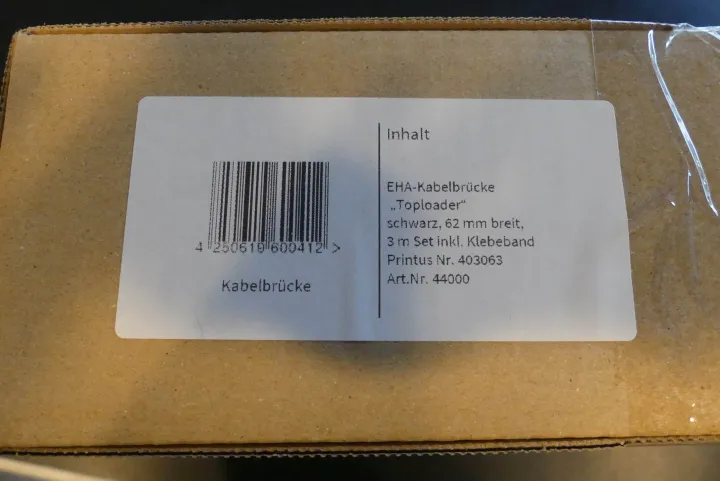 4 250619 600412 >
Kabelbrücke
Inhalt
EHA-Kabelbrücke
„Toploader“
schwarz, 62 mm breit,
3 m Set inkl. Klebeband
Printus Nr. 403063
Art.Nr. 44000